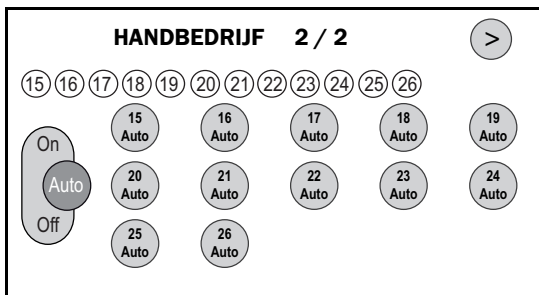 HANDBEDRIJF 2 / 2 >
15 16 17 18 19 20 21 22 23 24 25 26
On
Auto
Off
15 Auto
16 Auto
17 Auto
18 Auto
19 Auto
20 Auto
21 Auto
22 Auto
23 Auto
24 Auto
25 Auto
26 Auto